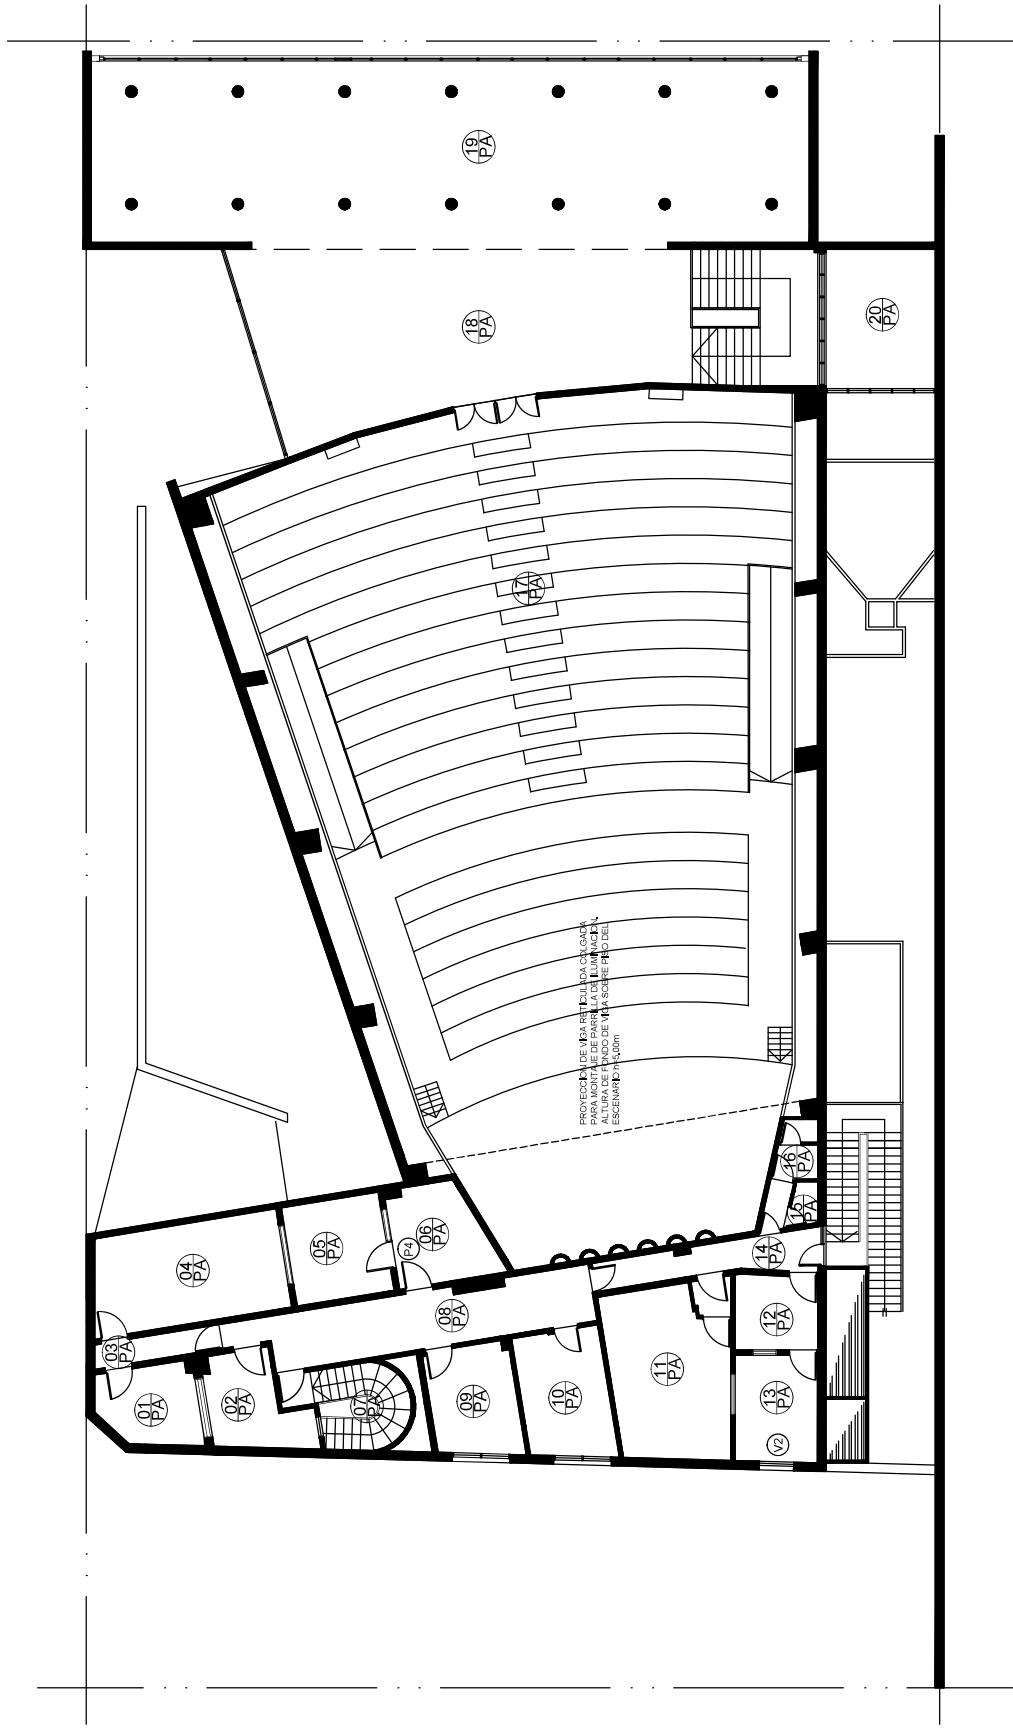 19
PA
18
PA
20
PA
17
PA
PROYECCION DE VIGA RETICULADA COLGADA
PARA MONTAJE DE PARRILLA DE ILUMINACION.
ALTURA DE FONDO DE VIGA SOBRE PISO DEL
ESCENARIO h=5,00m
16
PA
15
PA
14
PA
06
PA
P4
05
PA
04
PA
08
PA
03
PA
12
PA
11
PA
13
PA
10
PA
09
PA
07
PA
02
PA
01
PA
V2